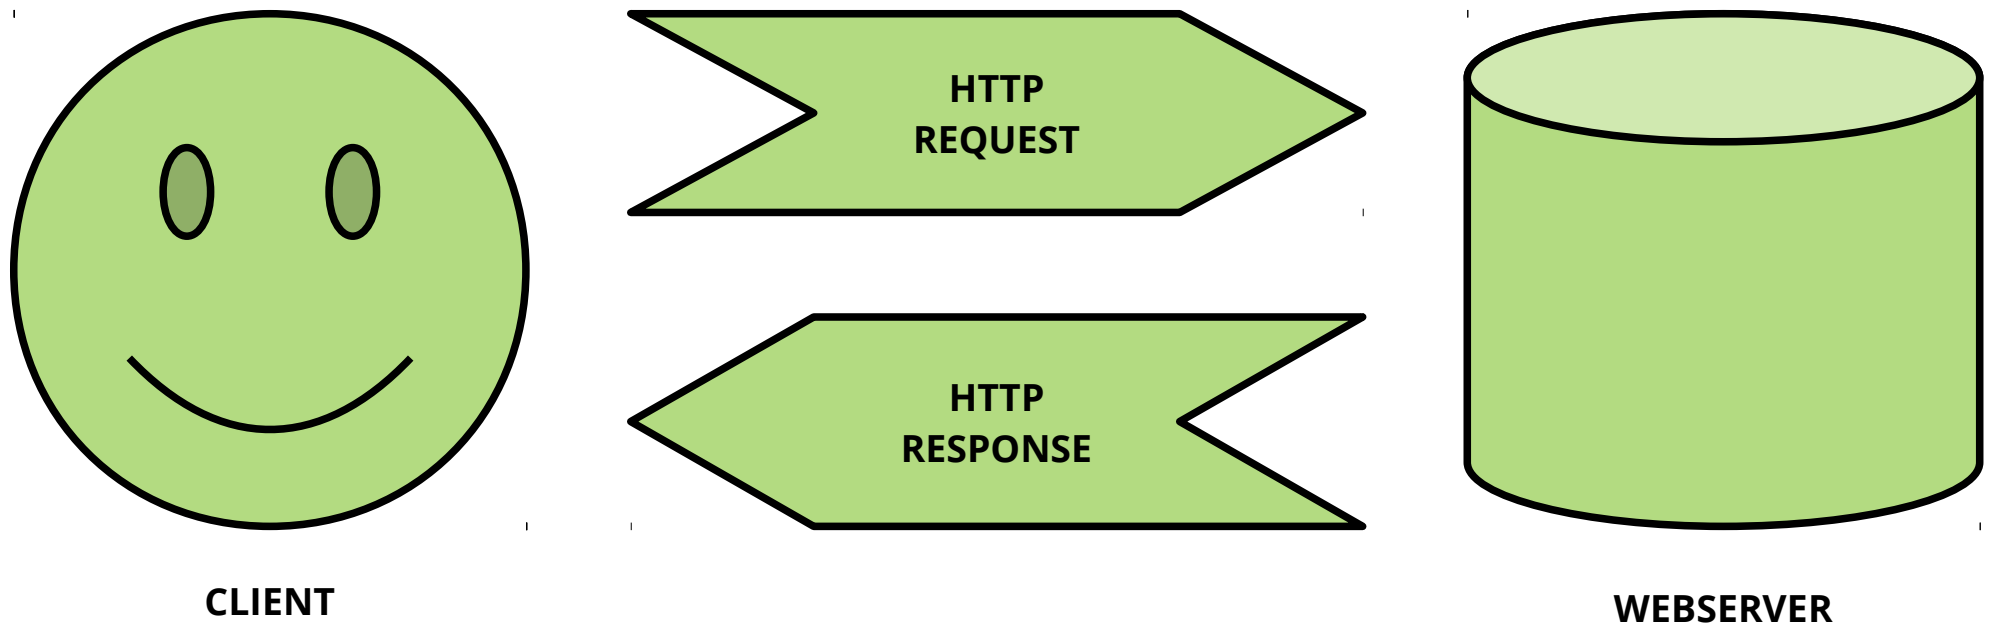 HTTP
REQUEST
HTTP
RESPONSE
CLIENT
WEBSERVER